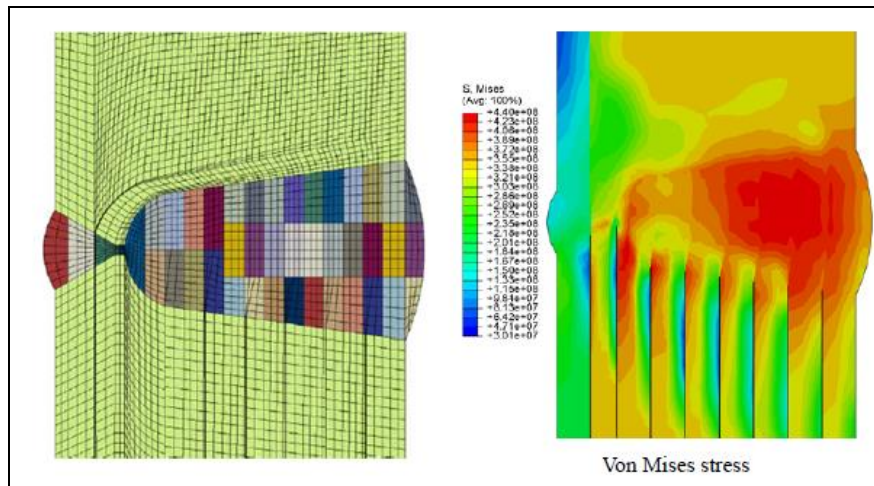 S, Mises
(Avg: 100%)
+4.40e+08
+4.23e+08
+4.06e+08
+3.89e+08
+3.72e+08
+3.55e+08
+3.38e+08
+3.21e+08
+3.03e+08
+2.86e+08
+2.69e+08
+2.52e+08
+2.35e+08
+2.18e+08
+2.01e+08
+1.84e+08
+1.67e+08
+1.50e+08
+1.33e+08
+1.15e+08
+9.84e+07
+8.13e+07
+6.42e+07
+4.71e+07
+3.01e+07
Von Mises stress